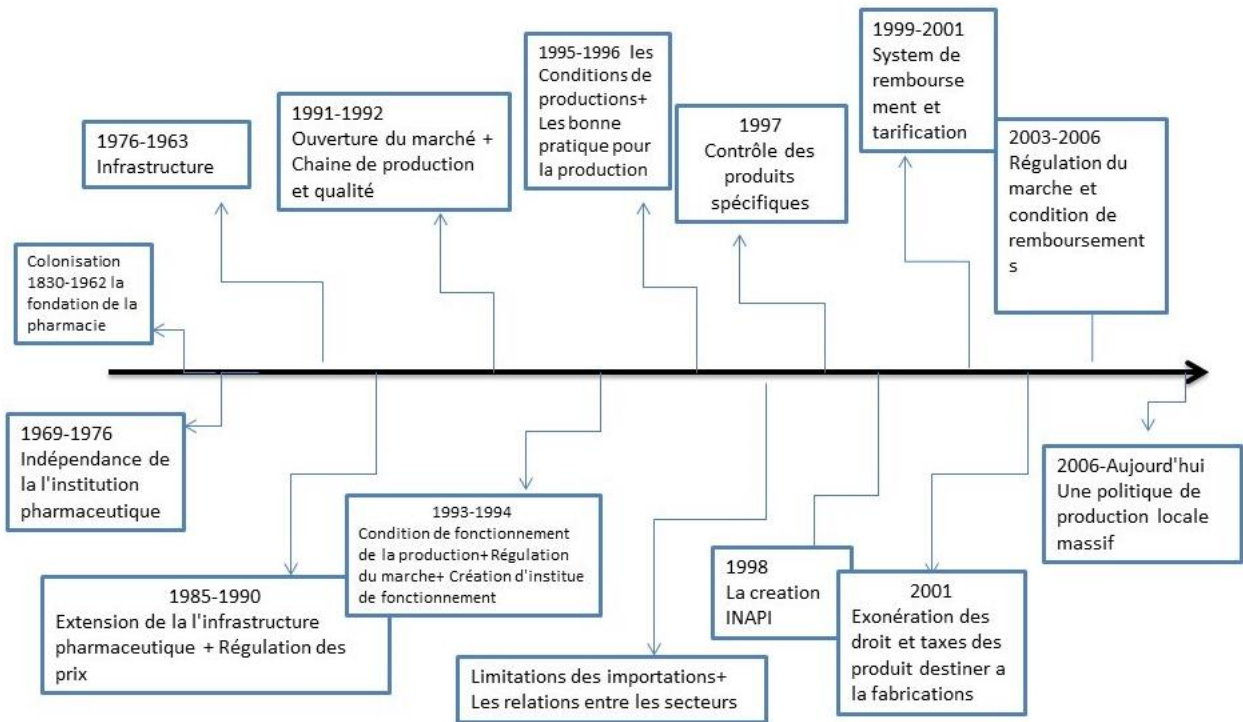 1999-2001
System de
rembourse
ment et
tarification
1995-1996 les
Conditions de
productions+
Les bonne
pratique pour
la production
1991-1992
Ouverture du marché +
Chaine de production
et qualité
1997
Contrôle des
produits
spécifiques
1976-1963
Infrastructure
2003-2006
Régulation du
marche et
condition de
remboursement
s
Colonisation
1830-1962 la
fondation de la
pharmacie
1969-1976
Indépendance de
la l'institution
pharmaceutique
2006-Aujourd'hui
Une politique de
production locale
massif
1993-1994
Condition de fonctionnement
de la production+ Régulation
du marche+ Création d'institue
de fonctionnement
1998
La creation
INAPI
1985-1990
Extension de la l'infrastructure
pharmaceutique + Régulation des
prix
2001
Exonération des
droit et taxes des
produit destiner a
la fabrications
Limitations des importations+
Les relations entre les secteurs